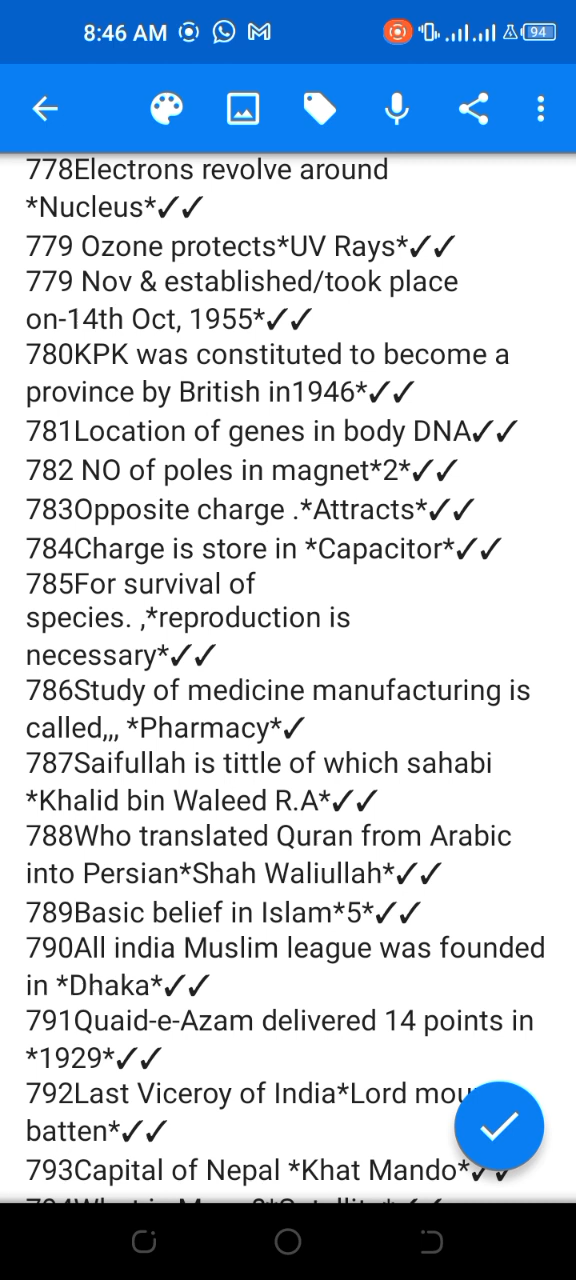 8:46 AM
94
778Electrons revolve around
*Nucleus*✓✓
779 Ozone protects*UV Rays*✓✓
779 Nov & established/took place
on-14th Oct, 1955*✓✓
780KPK was constituted to become a
province by British in1946*✓✓
781Location of genes in body DNA✓✓
782 NO of poles in magnet*2*✓✓
783Opposite charge .*Attracts*✓✓
784Charge is store in *Capacitor*✓✓
785For survival of
species. ,*reproduction is
necessary*✓✓
786Study of medicine manufacturing is
called,,, *Pharmacy*✓
787Saifullah is tittle of which sahabi
*Khalid bin Waleed R.A*✓✓
788Who translated Quran from Arabic
into Persian*Shah Waliullah*✓✓
789Basic belief in Islam*5*✓✓
790All india Muslim league was founded
in *Dhaka*✓✓
791Quaid-e-Azam delivered 14 points in
*1929*✓✓
792Last Viceroy of India*Lord
batten*✓✓
793Capital of Nepal *Khat Mando*✓✓